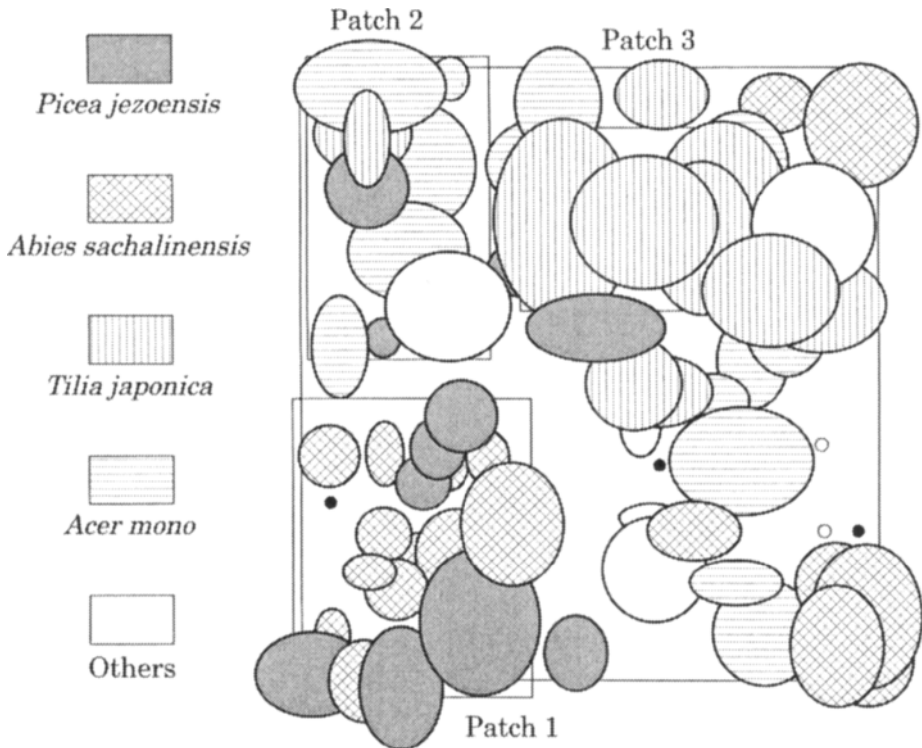 Patch 2
Patch 3
Picea jezoensis
Abies sachalinensis
Tilia japonica
Acer mono
Others
Patch 1